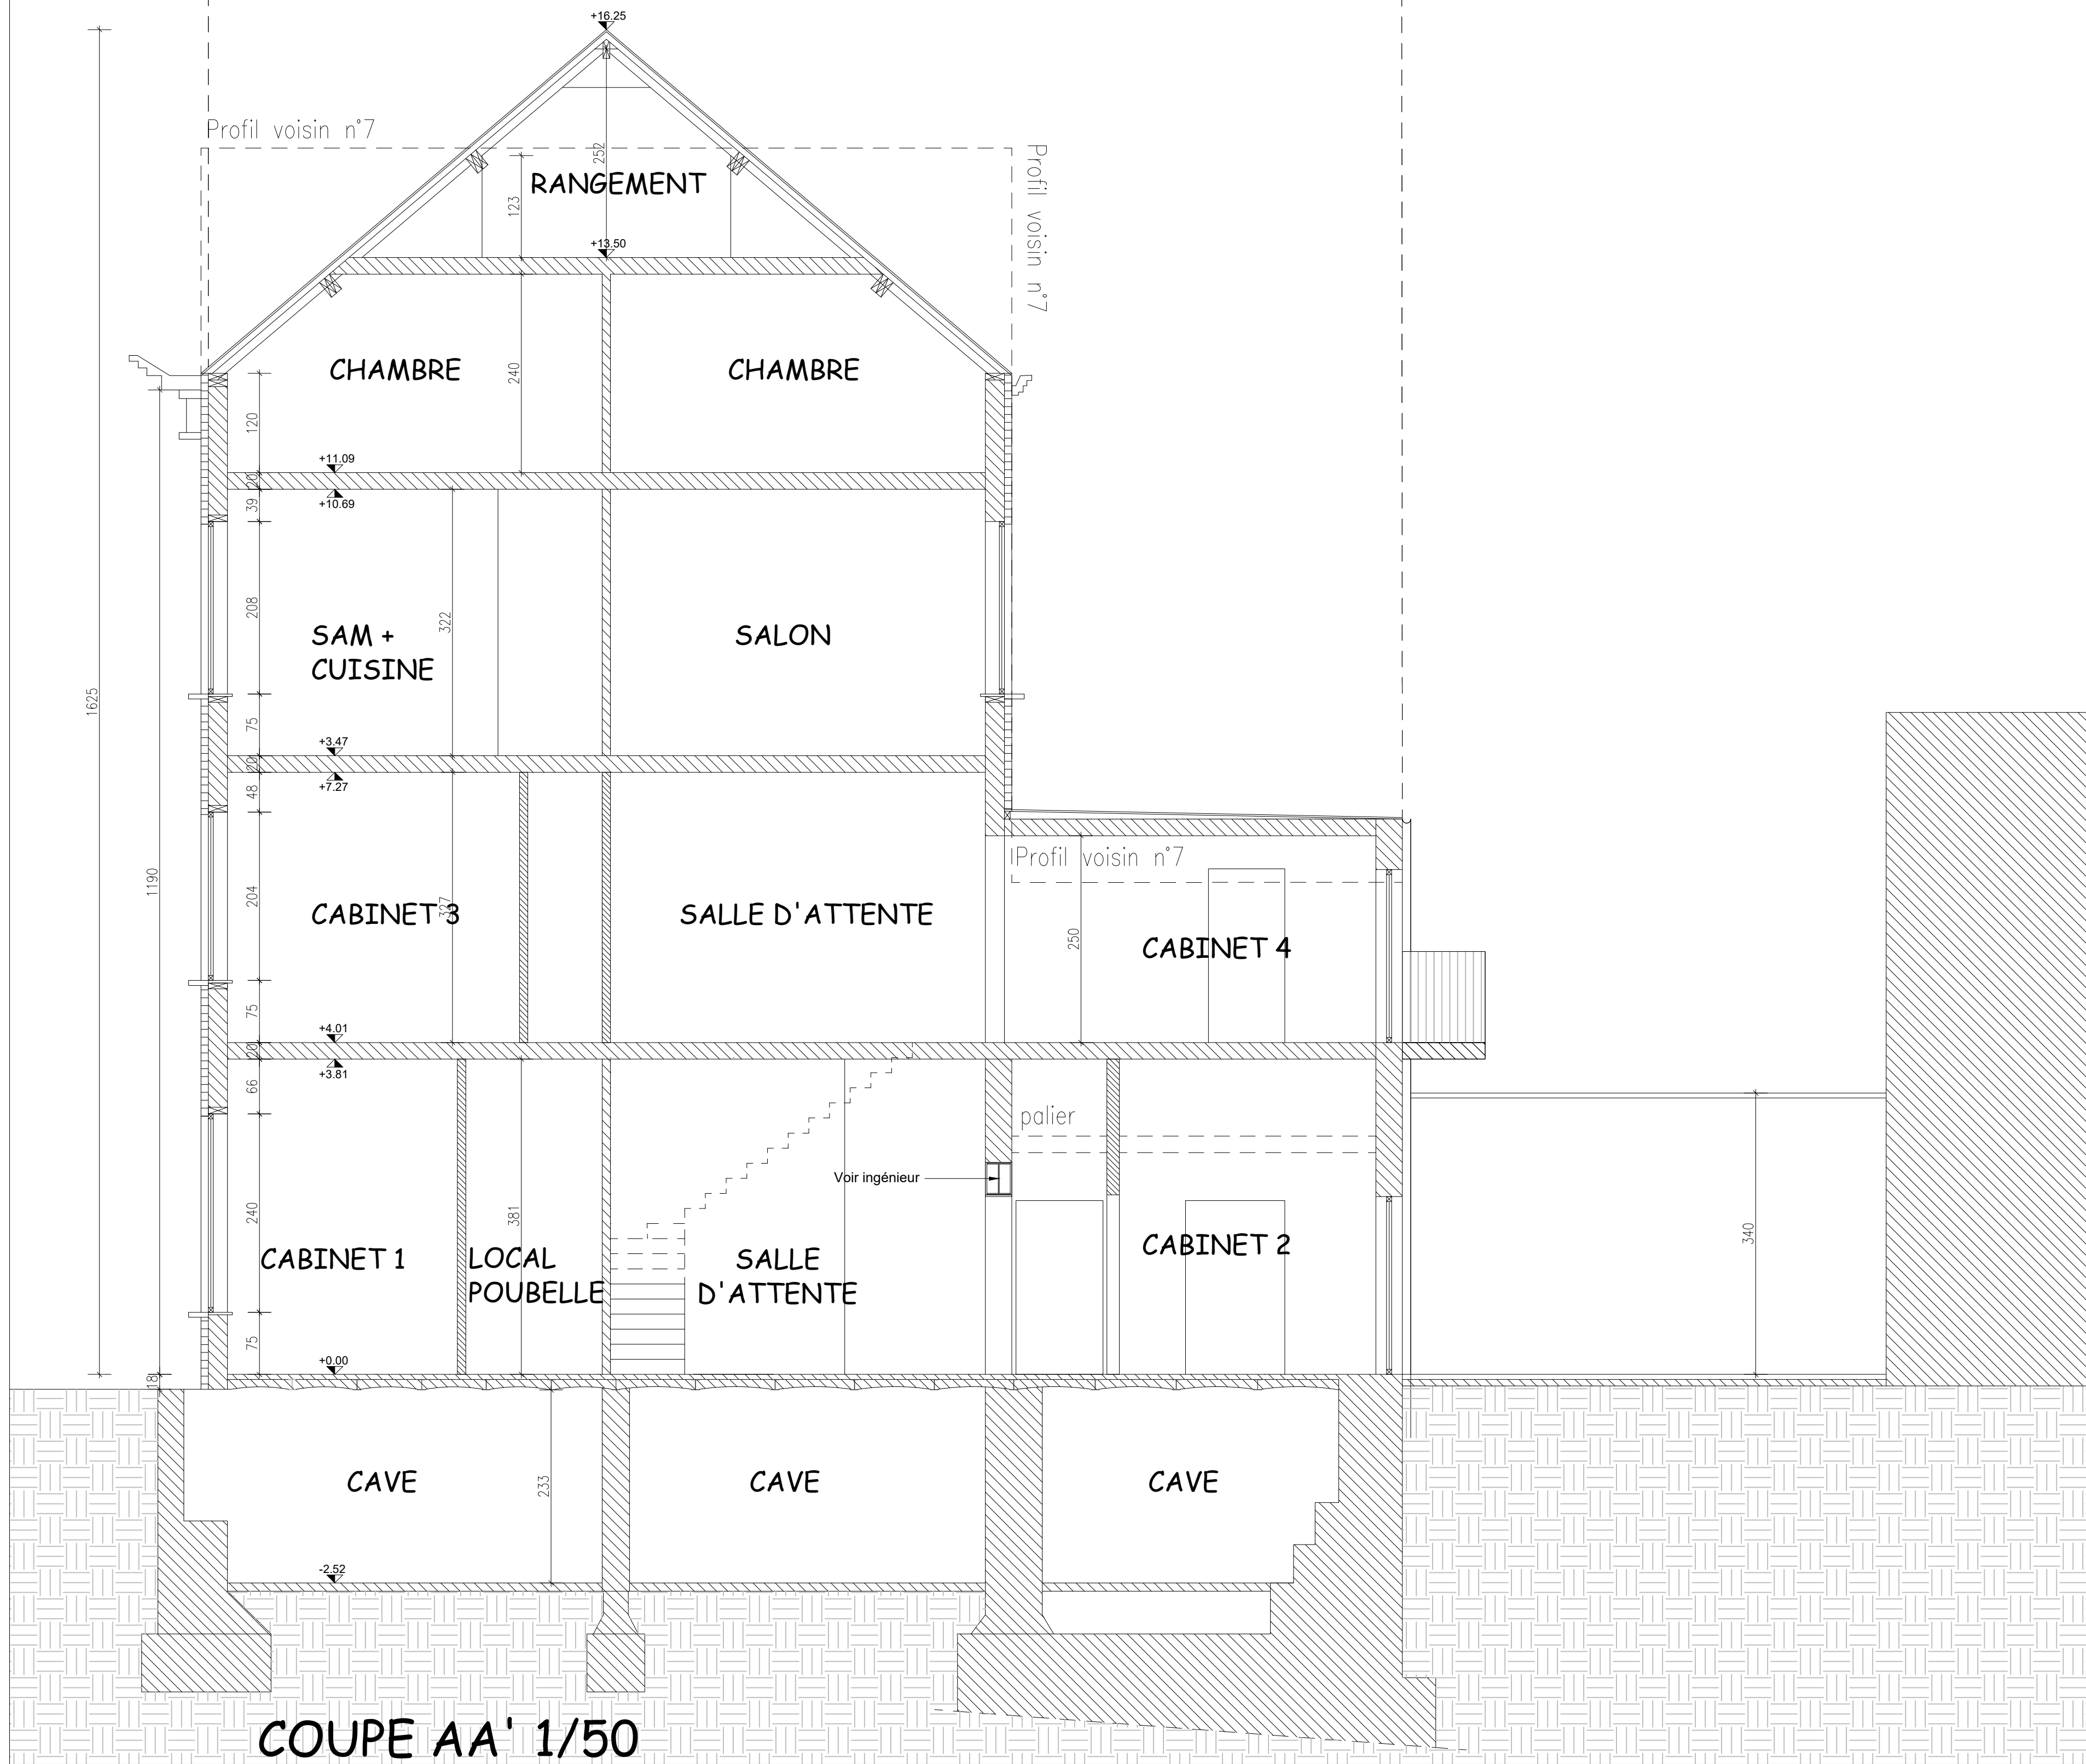 +16.25
Profil voisin n°7
Profil voisin n°7
252
RANGEMENT
123
+13.50
CHAMBRE
CHAMBRE
240
120
+11.09
20
+10.69
39
208
SAM +
CUISINE
322
SALON
1625
75
+3.47
20
+7.27
48
Profil voisin n°7
1190
204
CABINET 3
327
SALLE D'ATTENTE
250
CABINET 4
75
+4.01
20
+3.81
66
palier
Voir ingénieur
240
381
CABINET 1
LOCAL
POUBELLE
SALLE
D'ATTENTE
CABINET 2
340
75
+0.00
18
CAVE
233
CAVE
CAVE
-2.52
COUPE AA' 1/50